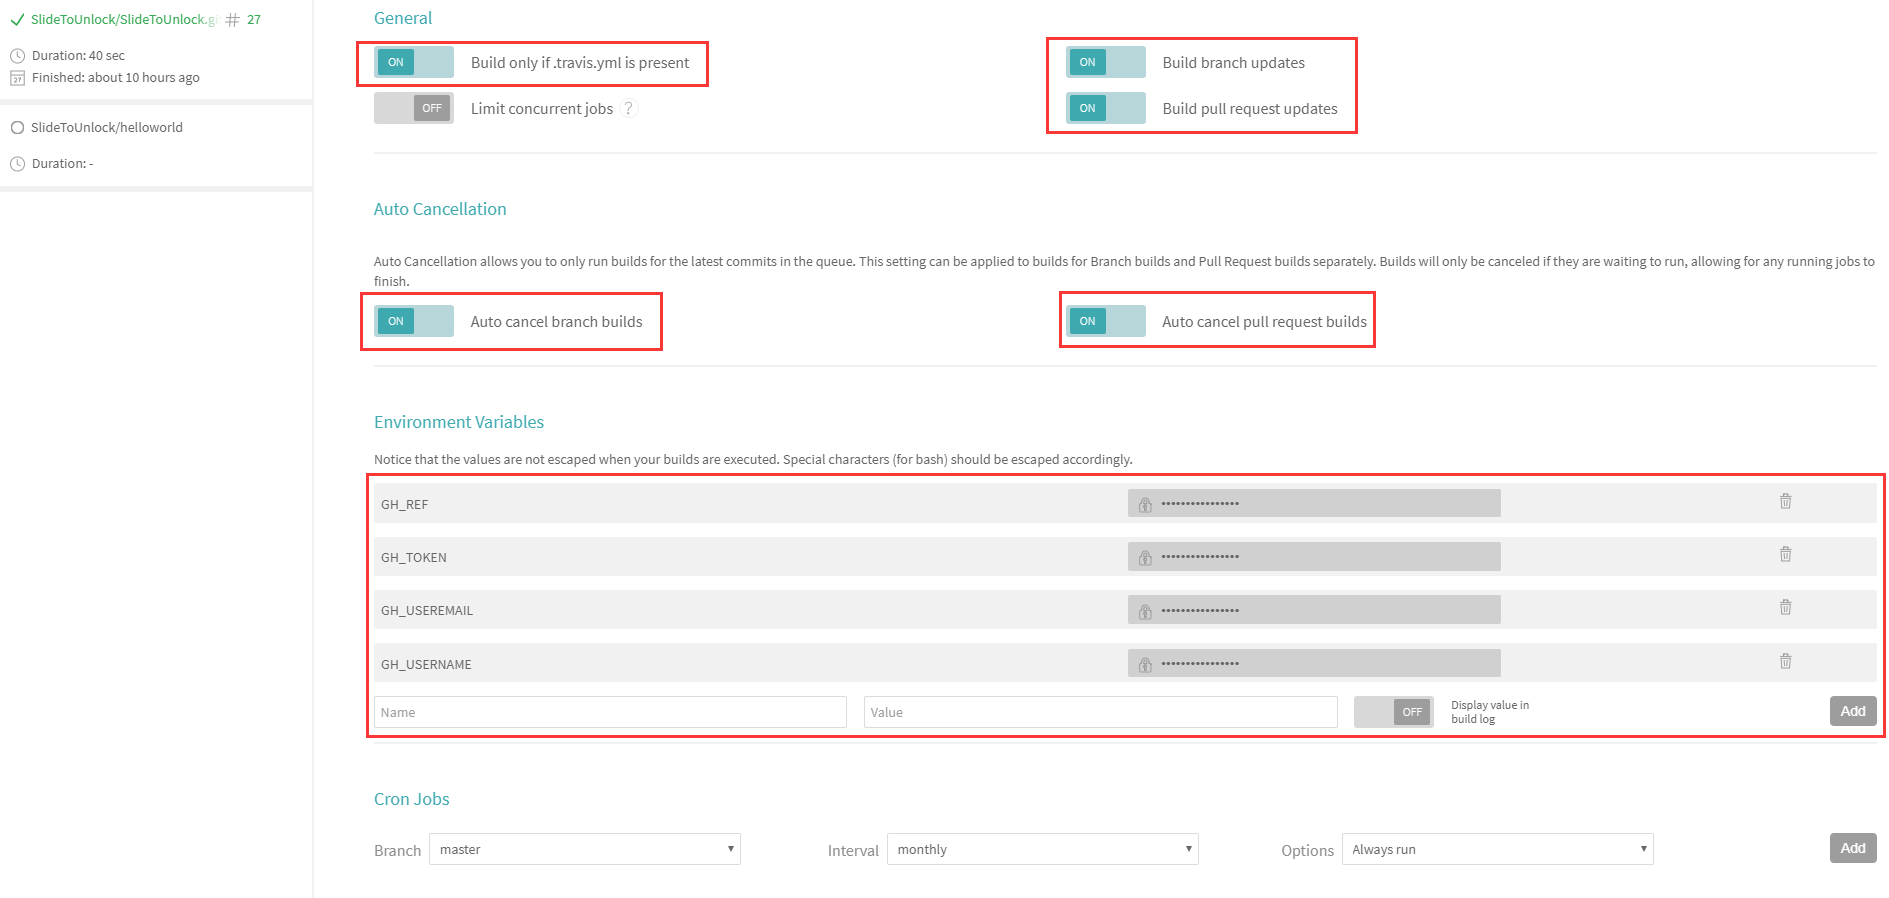 SlideToUnlock/SlideToUnlock.gi # 27
Duration: 40 sec
27 Finished: about 10 hours ago
SlideToUnlock/helloworld
Duration: -
General
ON Build only if .travis.yml is present
ON Build branch updates
OFF Limit concurrent jobs ?
ON Build pull request updates
Auto Cancellation
Auto Cancellation allows you to only run builds for the latest commits in the queue. This setting can be applied to builds for Branch builds and Pull Request builds separately. Builds will only be canceled if they are waiting to run, allowing for any running jobs to
finish.
ON Auto cancel branch builds
ON Auto cancel pull request builds
Environment Variables
Notice that the values are not escaped when your builds are executed. Special characters (for bash) should be escaped accordingly.
GH_REF ••••••••••••••••
GH_TOKEN ••••••••••••••••
GH_USEREMAIL ••••••••••••••••
GH_USERNAME ••••••••••••••••
Name Value OFF Display value in
build log
Add
Cron Jobs
Branch master Interval monthly Options Always run Add